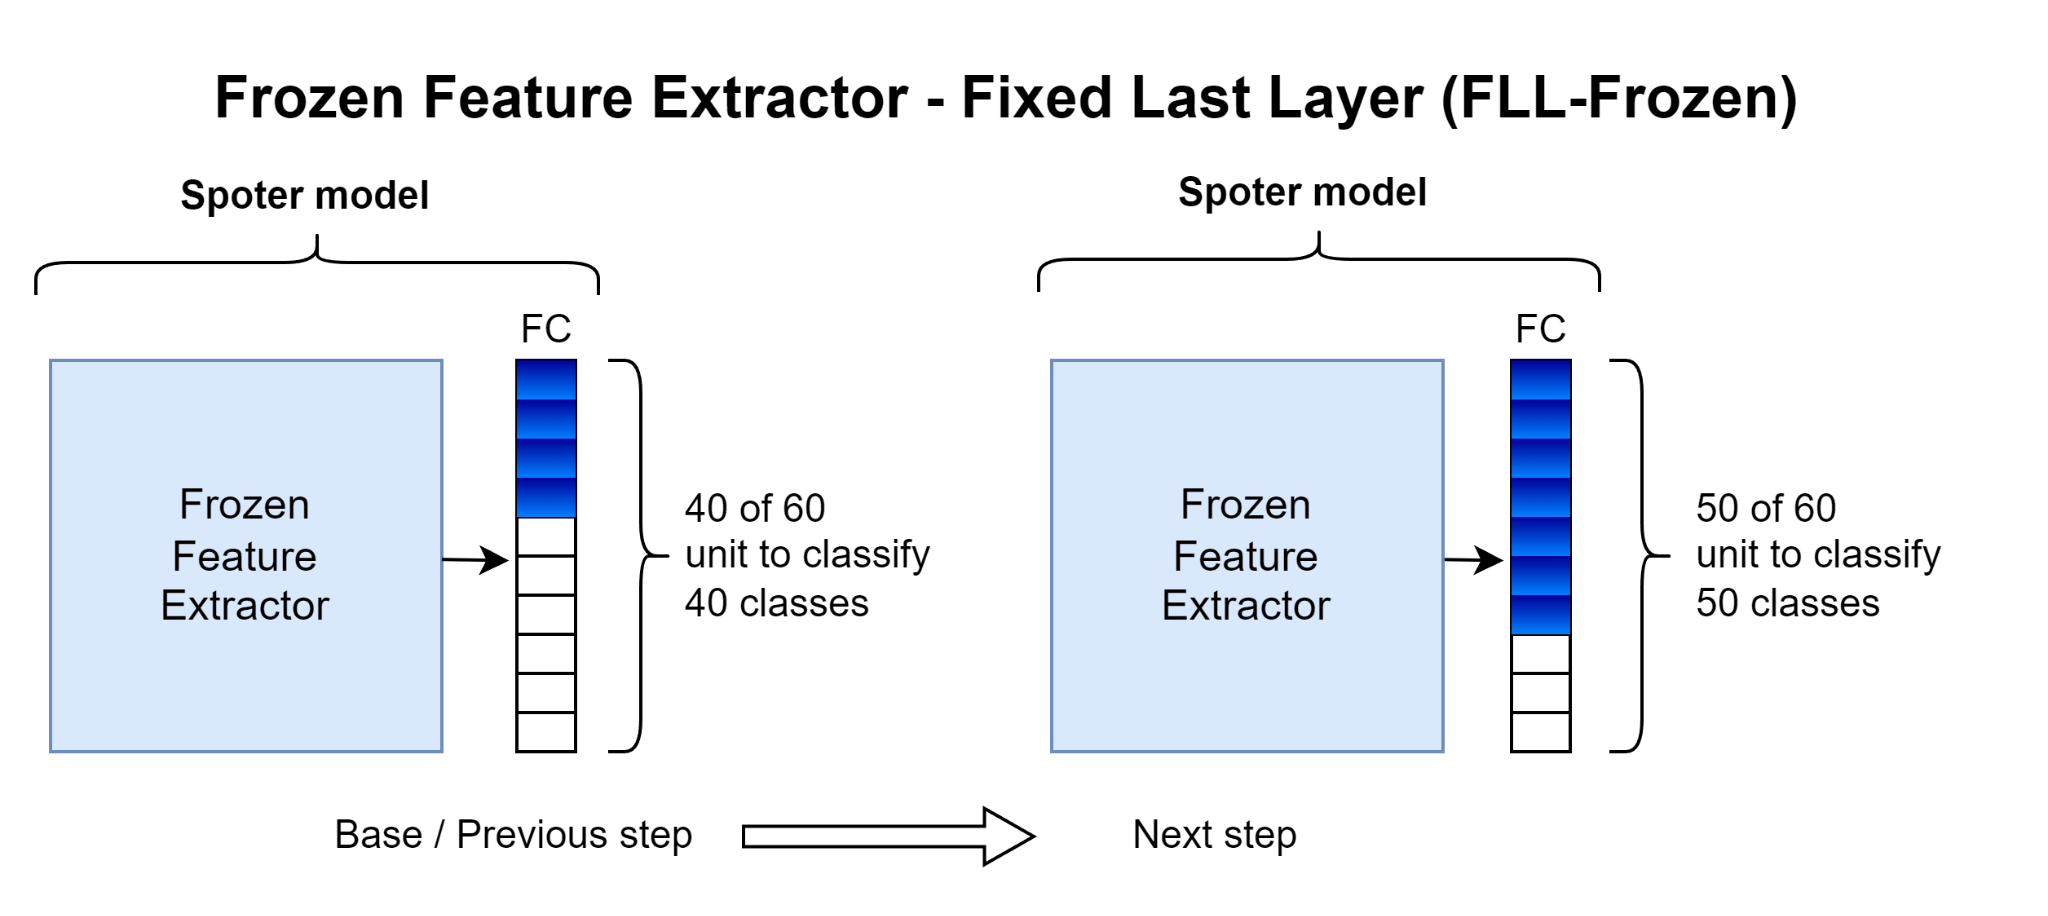 Frozen Feature Extractor - Fixed Last Layer (FLL-Frozen)
Spoter model
FC
Frozen
Feature
Extractor
40 of 60
unit to classify
40 classes
Spoter model
FC
Frozen
Feature
Extractor
50 of 60
unit to classify
50 classes
Base / Previous step
Next step